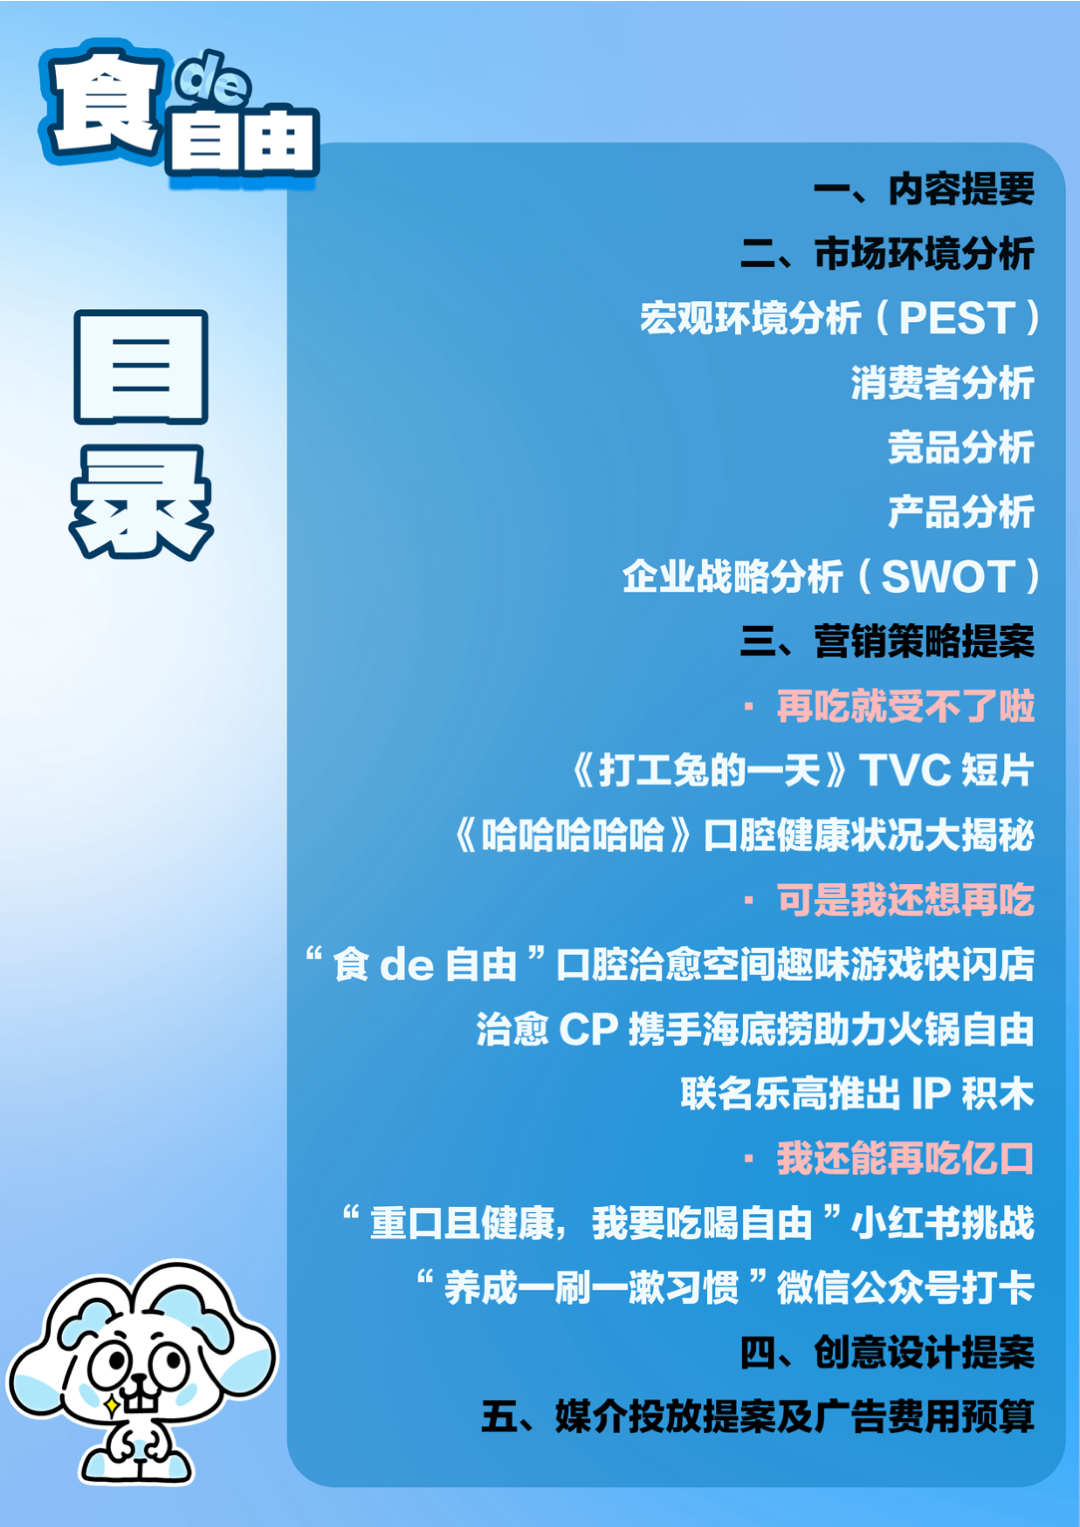 食de自由
目录
一、内容提要
二、市场环境分析
宏观环境分析（PEST）
消费者分析
竞品分析
产品分析
企业战略分析（SWOT）
三、营销策略提案
· 再吃就受不了啦
《打工兔的一天》TVC 短片
《哈哈哈哈哈》口腔健康状况大揭秘
· 可是我还想再吃
“食 de 自由”口腔治愈空间趣味游戏快闪店
治愈 CP 携手海底捞助力火锅自由
联名乐高推出 IP 积木
· 我还能再吃亿口
“重口且健康，我要吃喝自由”小红书挑战
“养成一刷一漱习惯”微信公众号打卡
四、创意设计提案
五、媒介投放提案及广告费用预算